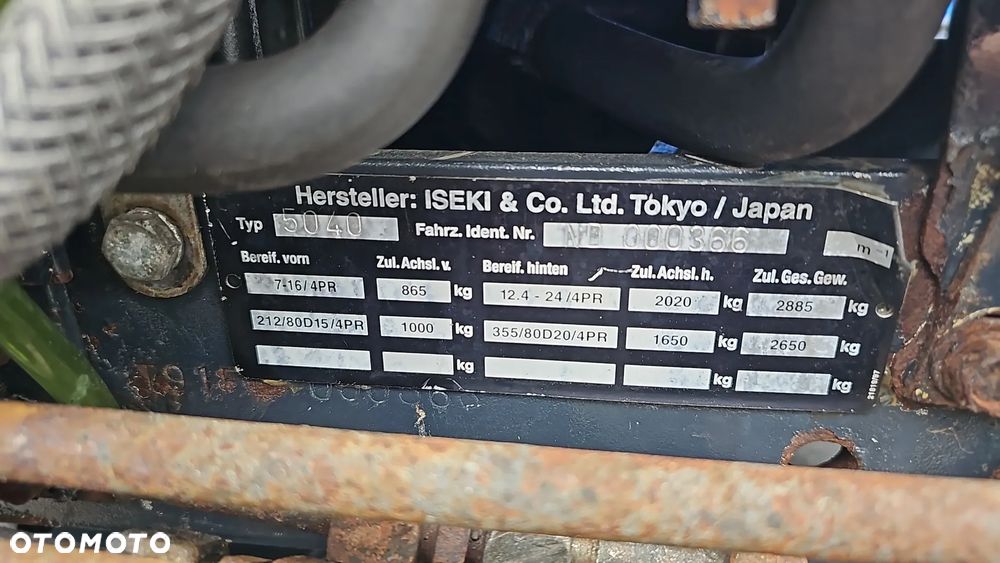 Hersteller: ISEKI & Co. Ltd. Tokyo / Japan
Typ 5040 Fahrz. Ident. Nr. NB 000366 m-1
Bereif. vorn Zul. Achsl. v. Bereif. hinten Zul. Achsl. h. Zul. Ges. Gew.
7-16/4PR 865 kg 12.4 - 24/4PR 2020 kg 2885 kg
212/80D15/4PR 1000 kg 355/80D20/4PR 1650 kg 2650 kg
kg kg kg
OTOMOTO